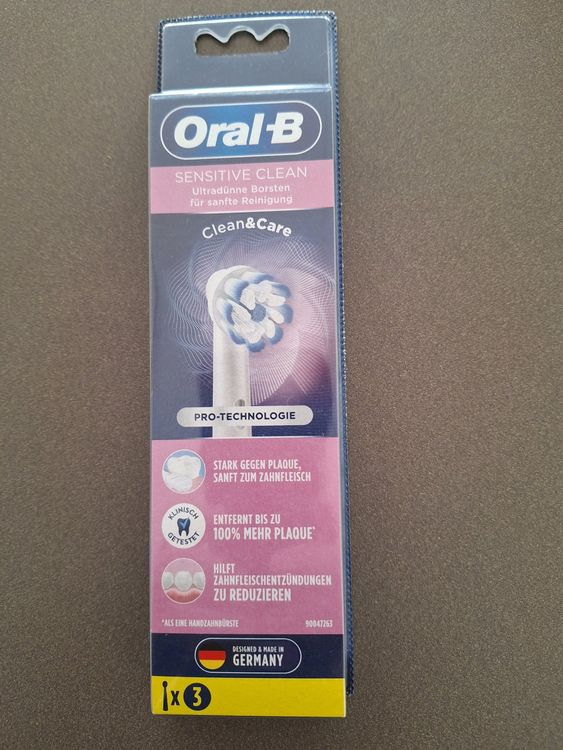 Oral-B
SENSITIVE CLEAN
Ultradünne Borsten
für sanfte Reinigung
Clean&Care
PRO-TECHNOLOGIE
STARK GEGEN PLAQUE,
SANFT ZUM ZAHNFLEISCH
KLINISCH
GETESTET
ENTFERNT BIS ZU
100% MEHR PLAQUE*
HILFT
ZAHNFLEISCHENTZÜNDUNGEN
ZU REDUZIEREN
*ALS EINE HANDZAHNBÜRSTE 90047263
DESIGNED & MADE IN
GERMANY
x 3